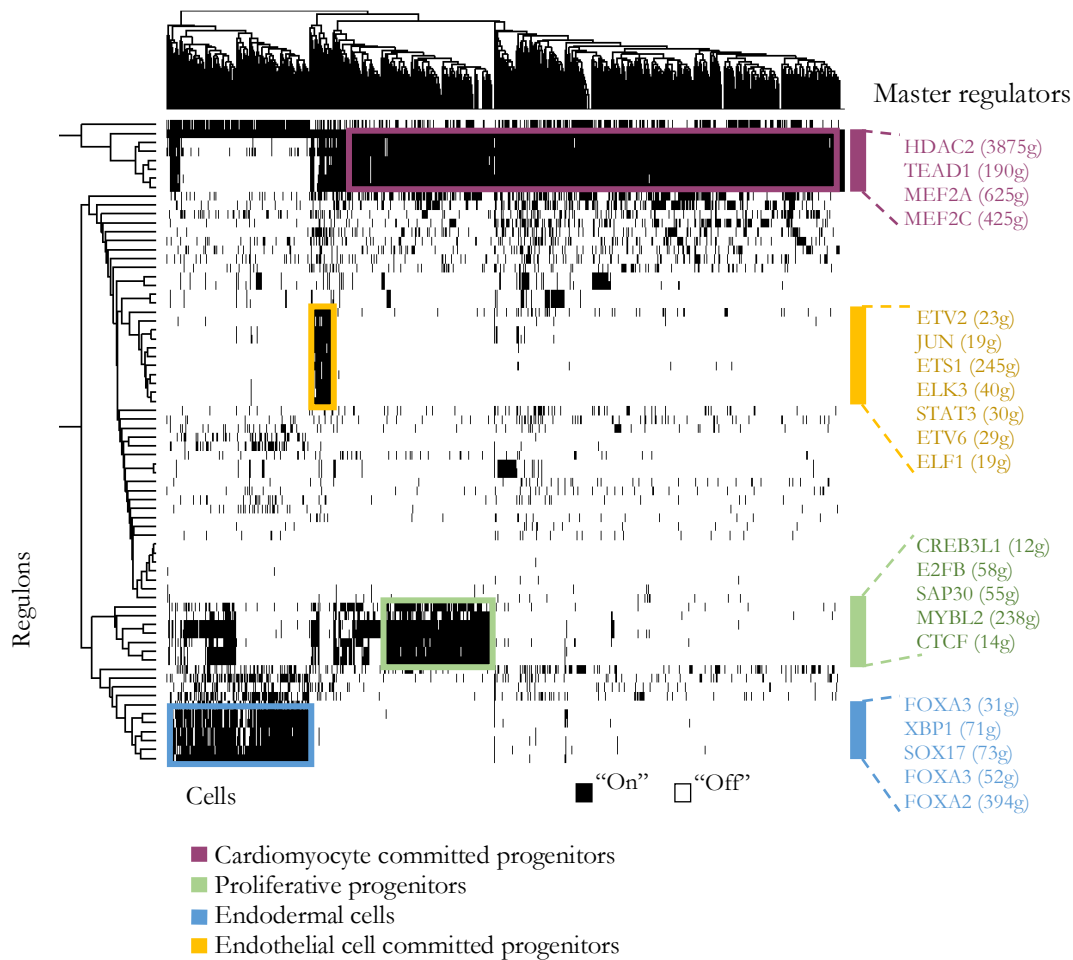 Master regulators
HDAC2 (3875g)
TEAD1 (190g)
MEF2A (625g)
MEF2C (425g)
ETV2 (23g)
JUN (19g)
ETS1 (245g)
ELK3 (40g)
STAT3 (30g)
ETV6 (29g)
ELF1 (19g)
CREB3L1 (12g)
E2FB (58g)
SAP30 (55g)
MYBL2 (238g)
CTCF (14g)
FOXA3 (31g)
XBP1 (71g)
SOX17 (73g)
FOXA3 (52g)
FOXA2 (394g)
Regulons
Cells
“On” “Off”
Cardiomyocyte committed progenitors
Proliferative progenitors
Endodermal cells
Endothelial cell committed progenitors